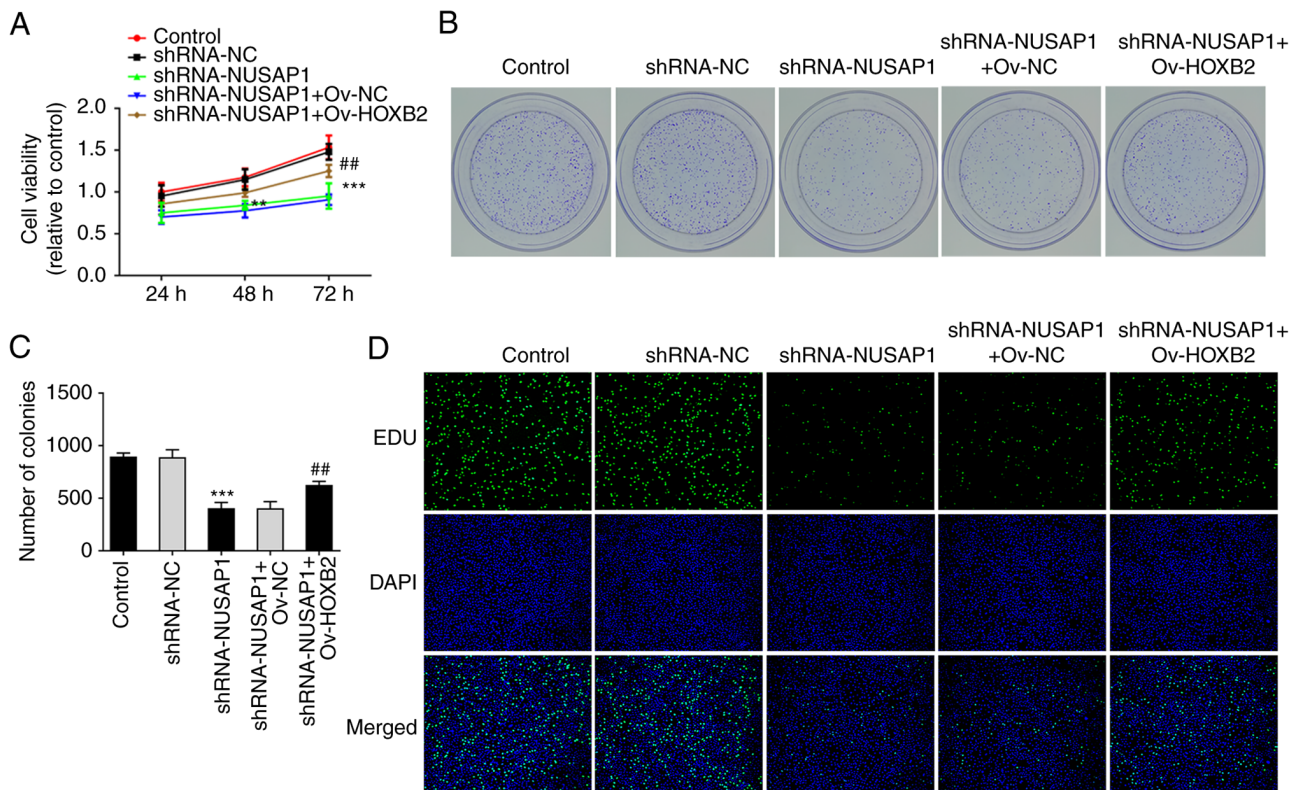 A
Control
shRNA-NC
shRNA-NUSAP1
shRNA-NUSAP1+Ov-NC
shRNA-NUSAP1+Ov-HOXB2
Cell viability
(relative to control)
2.0
1.5
1.0
0.5
0.0
##
***
**
24 h
48 h
72 h
B
Control
shRNA-NC
shRNA-NUSAP1
shRNA-NUSAP1
+Ov-NC
shRNA-NUSAP1+
Ov-HOXB2
C
Number of colonies
1500
1000
500
0
***
##
Control
shRNA-NC
shRNA-NUSAP1
shRNA-NUSAP1+
Ov-NC
shRNA-NUSAP1+
Ov-HOXB2
D
Control
shRNA-NC
shRNA-NUSAP1
shRNA-NUSAP1
+Ov-NC
shRNA-NUSAP1+
Ov-HOXB2
EDU
DAPI
Merged